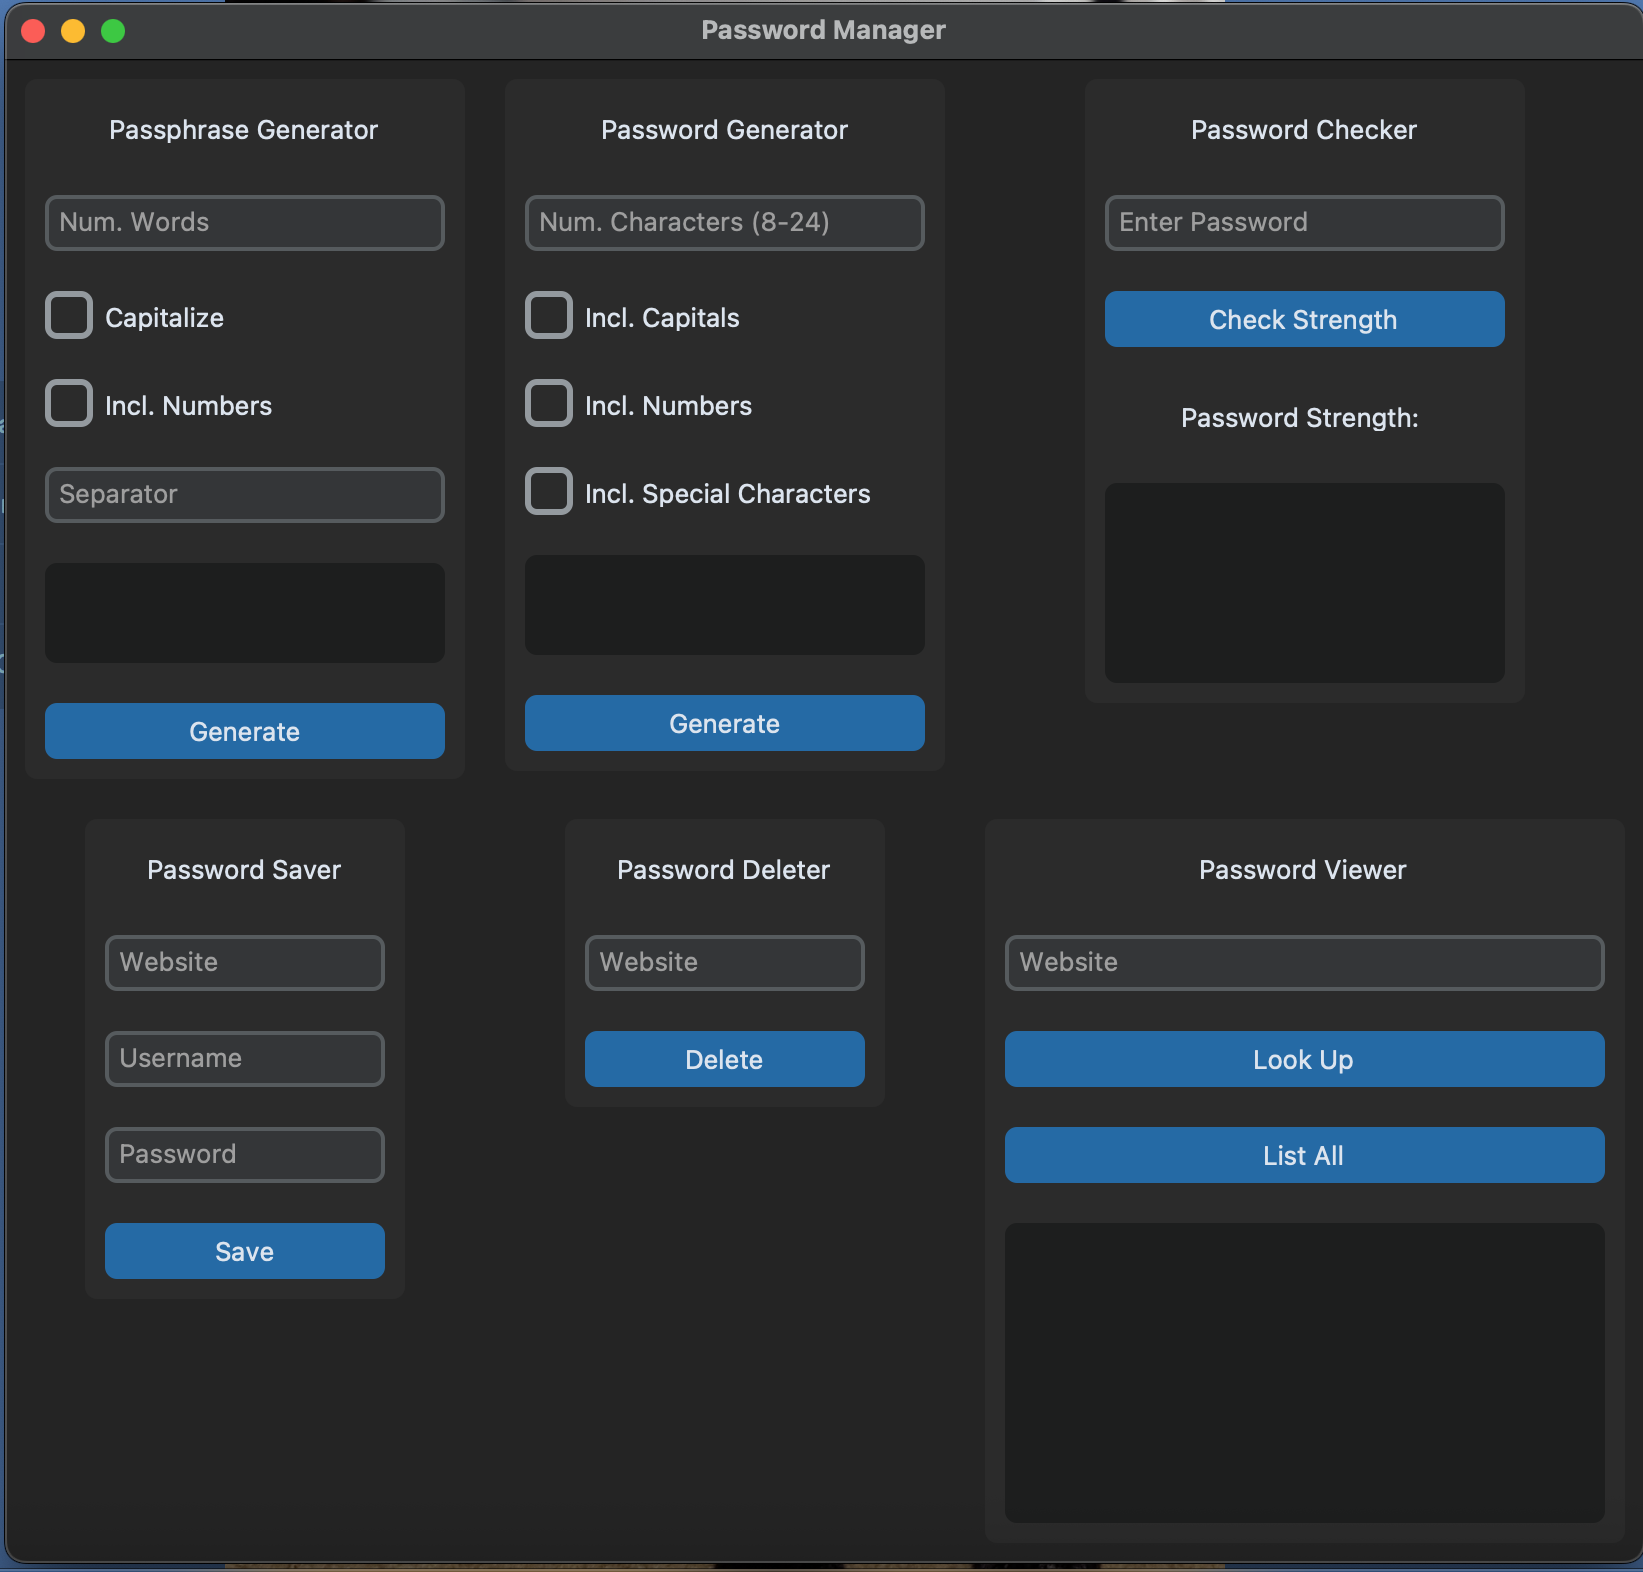 Password Manager
Passphrase Generator
Num. Words
Capitalize
Incl. Numbers
Separator
Generate
Password Generator
Num. Characters (8-24)
Incl. Capitals
Incl. Numbers
Incl. Special Characters
Generate
Password Checker
Enter Password
Check Strength
Password Strength:
Password Saver
Website
Username
Password
Save
Password Deleter
Website
Delete
Password Viewer
Website
Look Up
List All